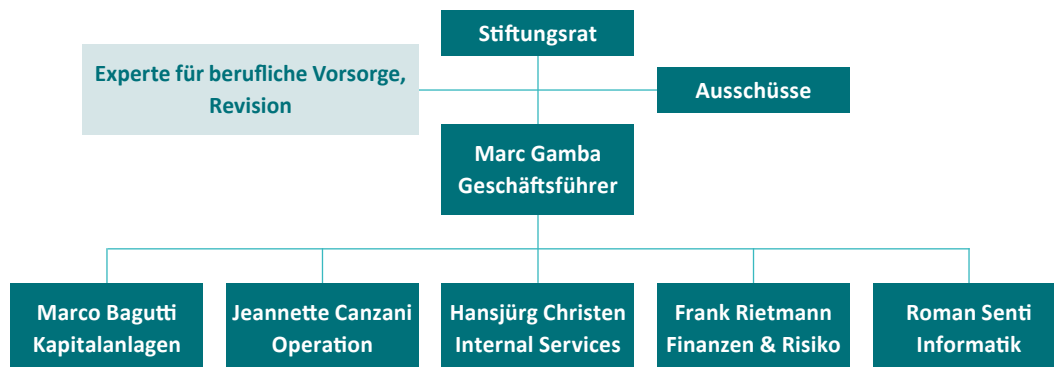 Stiftungsrat
Experte für berufliche Vorsorge,
Revision
Ausschüsse
Marc Gamba
Geschäftsführer
Marco Bagutti
Kapitalanlagen
Jeannette Canzani
Operation
Hansjürg Christen
Internal Services
Frank Rietmann
Finanzen & Risiko
Roman Senti
Informatik